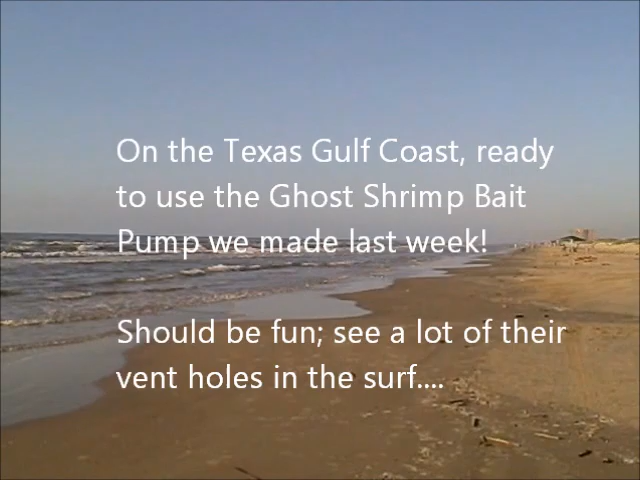 On the Texas Gulf Coast, ready
to use the Ghost Shrimp Bait
Pump we made last week!
Should be fun; see a lot of their
vent holes in the surf....